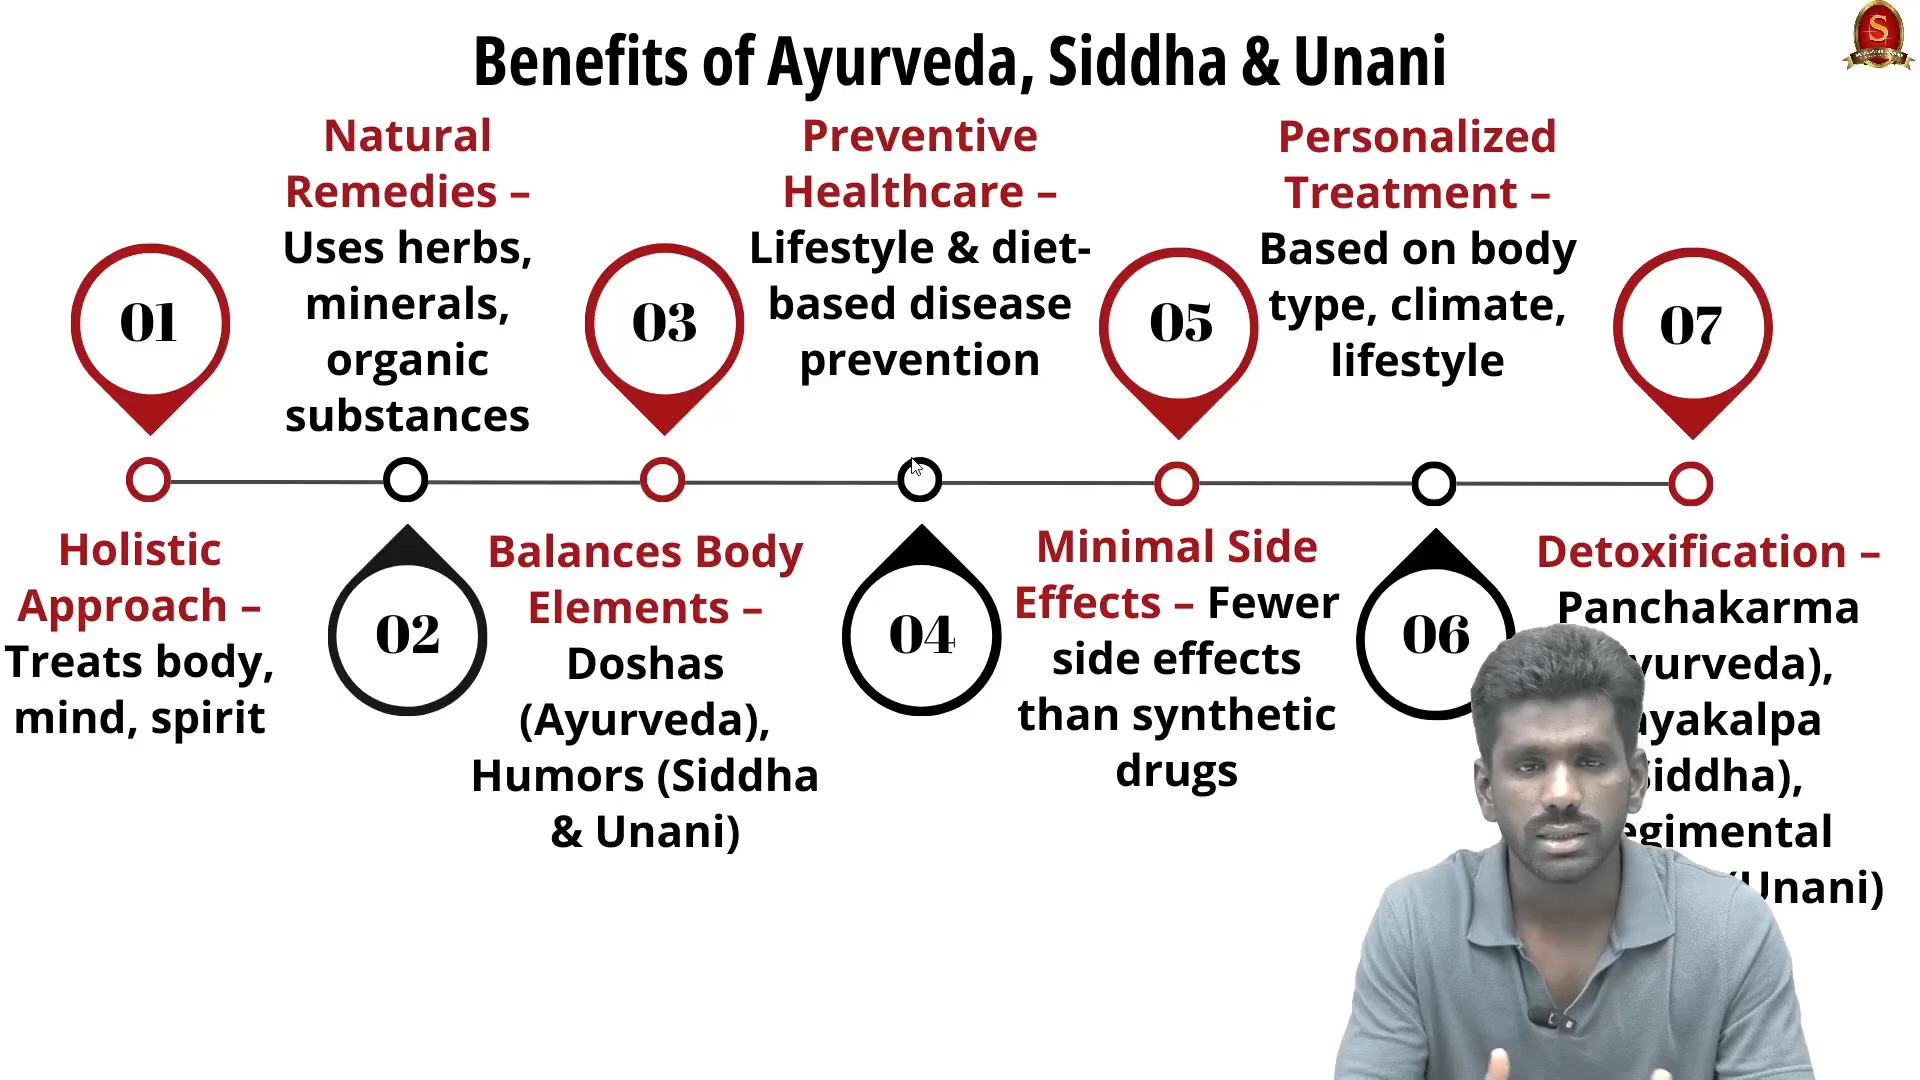 Benefits of Ayurveda, Siddha & Unani
01
Holistic
Approach –
Treats body,
mind, spirit
Natural
Remedies –
Uses herbs,
minerals,
organic
substances
02
03
Balances Body
Elements –
Doshas
(Ayurveda),
Humors (Siddha
& Unani)
Preventive
Healthcare –
Lifestyle & diet-
based disease
prevention
04
05
Minimal Side
Effects – Fewer
side effects
than synthetic
drugs
Personalized
Treatment –
Based on body
type, climate,
lifestyle
06
07
Detoxification –
Panchakarma
yurveda),
ayakalpa
iddha),
egimental
(Unani)
S